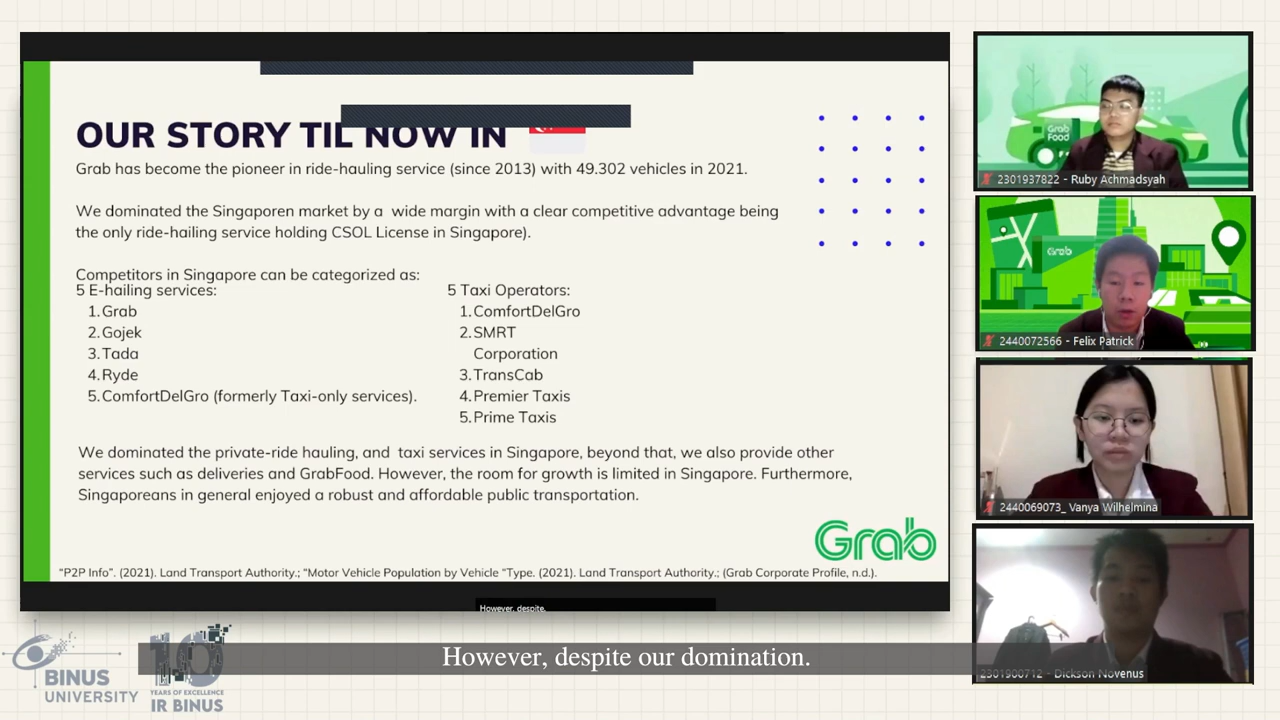 OUR STORY TIL NOW IN
Grab has become the pioneer in ride-hauling service (since 2013) with 49.302 vehicles in 2021.
We dominated the Singaporen market by a wide margin with a clear competitive advantage being
the only ride-hailing service holding CSOL License in Singapore).
Competitors in Singapore can be categorized as:
5 E-hailing services:
1. Grab
2. Gojek
3. Tada
4. Ryde
5. ComfortDelGro (formerly Taxi-only services).
5 Taxi Operators:
1. ComfortDelGro
2. SMRT
Corporation
3. TransCab
4. Premier Taxis
5. Prime Taxis
We dominated the private-ride hauling, and taxi services in Singapore, beyond that, we also provide other
services such as deliveries and GrabFood. However, the room for growth is limited in Singapore. Furthermore,
Singaporeans in general enjoyed a robust and affordable public transportation.
Grab
"P2P Info". (2021). Land Transport Authority.; "Motor Vehicle Population by Vehicle "Type. (2021). Land Transport Authority.; (Grab Corporate Profile, n.d.).
However, despite.
However, despite our domination.
BINUS
UNIVERSITY
10
YEARS OF EXCELLENCE
IR BINUS
Grab
Food
2301937822 - Ruby Achmadsyah
Grab
2440072566 - Felix Patrick
2440069073_ Vanya Wilhelmina
2301900712 - Dickson Novenus